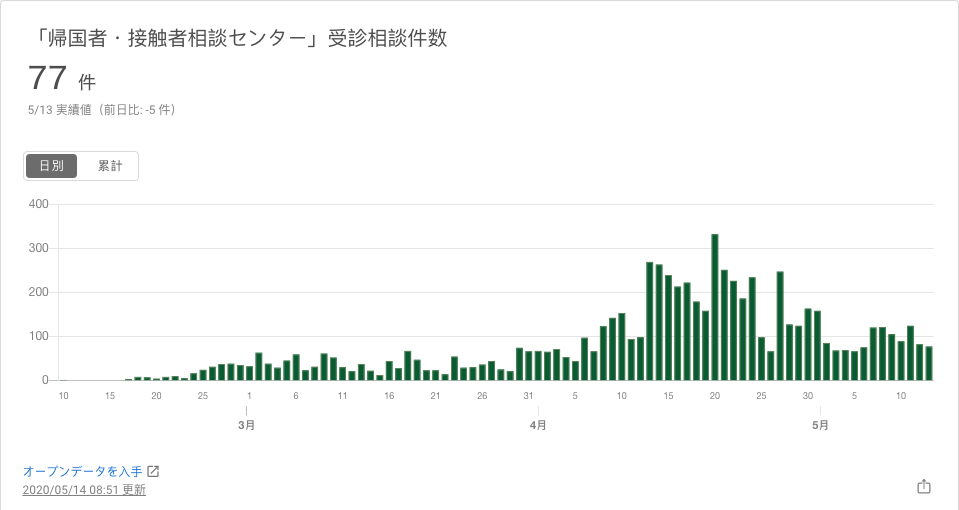 「帰国者・接触者相談センター」受診相談件数
77 件
5/13 実績値（前日比: -5 件）
日別 累計
400
300
200
100
0
10 15 20 25 1 6 11 16 21 26 31 5 10 15 20 25 30 5 10
3月 4月 5月
オープンデータを入手
2020/05/14 08:51 更新